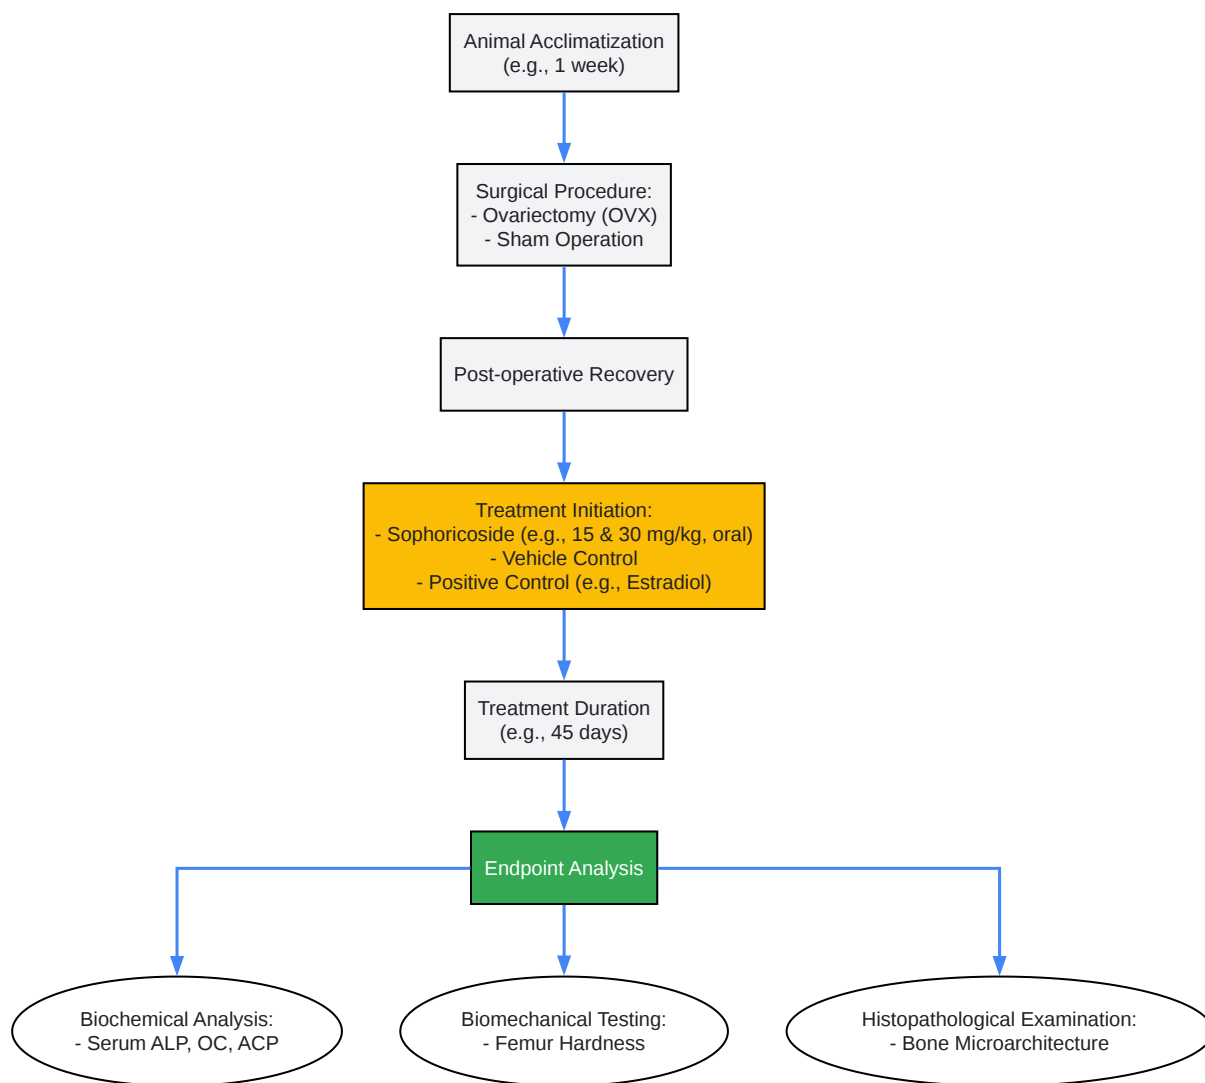 Animal Acclimatization
(e.g., 1 week)
Surgical Procedure:
- Ovariectomy (OVX)
- Sham Operation
Post-operative Recovery
Treatment Initiation:
- Sophoricoside (e.g., 15 & 30 mg/kg, oral)
- Vehicle Control
- Positive Control (e.g., Estradiol)
Treatment Duration
(e.g., 45 days)
Endpoint Analysis
Biochemical Analysis:
- Serum ALP, OC, ACP
Biomechanical Testing:
- Femur Hardness
Histopathological Examination:
- Bone Microarchitecture